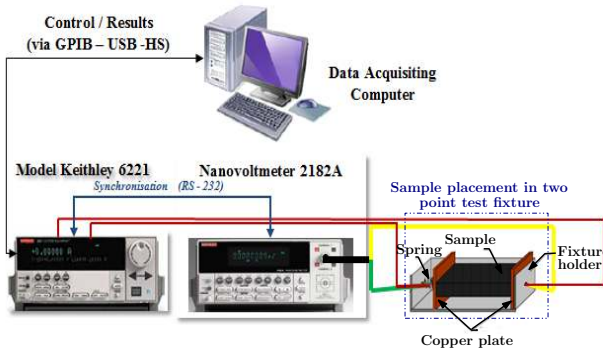 Control / Results
(via GPIB – USB -HS)
Data Acquisiting
Computer
Model Keithley 6221
Nanovoltmeter 2182A
Synchronisation (RS - 232)
Sample placement in two
point test fixture
Spring
Sample
Fixture
holder
Copper plate